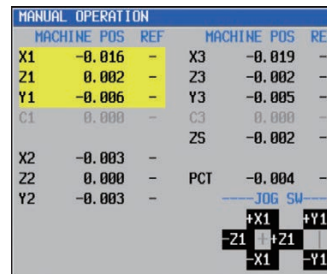 MANUAL OPERATION
MACHINE POS REF MACHINE POS RE
X1 -0.016 - X3 -0.019 -
Z1 0.002 - Z3 -0.002 -
Y1 -0.006 - Y3 -0.005 -
C1 0.000 - C3 0.000 -
ZS -0.002 -
X2 -0.003 -
Z2 0.000 - PCT -0.004 -
Y2 -0.003 - ----JOG SW----
+X1 +Y1
-Z1 + +Z1
-X1 -Y1